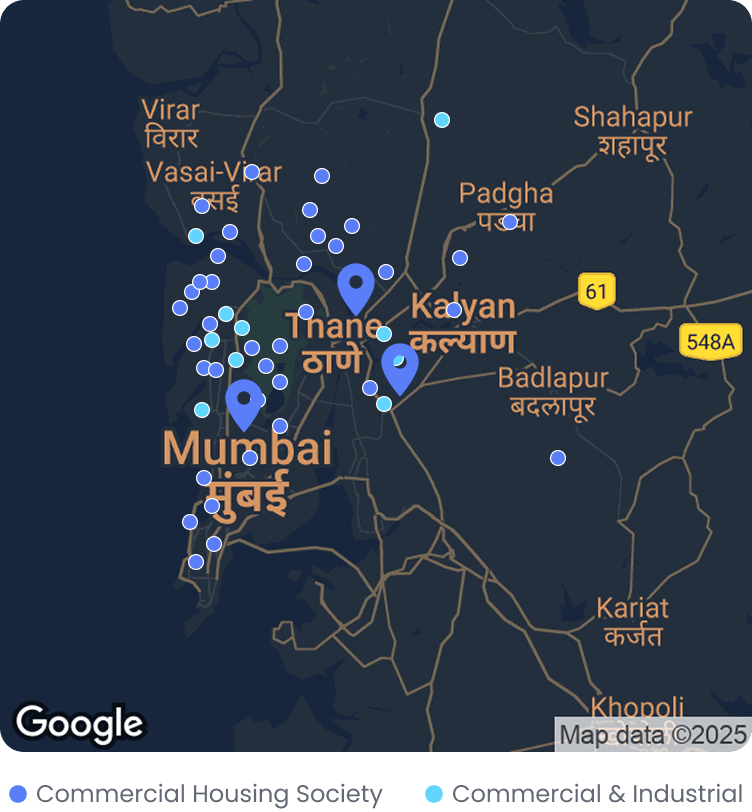 Virar
विरार
Shahapur
शहापूर
Vasai-Virar
वसई
Padgha
पडघा
61
Kalyan
कल्याण
Thane
ठाणे
548A
Badlapur
बदलापूर
Mumbai
मुंबई
Karjat
कर्जत
Khopoli
Google
Map data ©2025
Commercial Housing Society
Commercial & Industrial